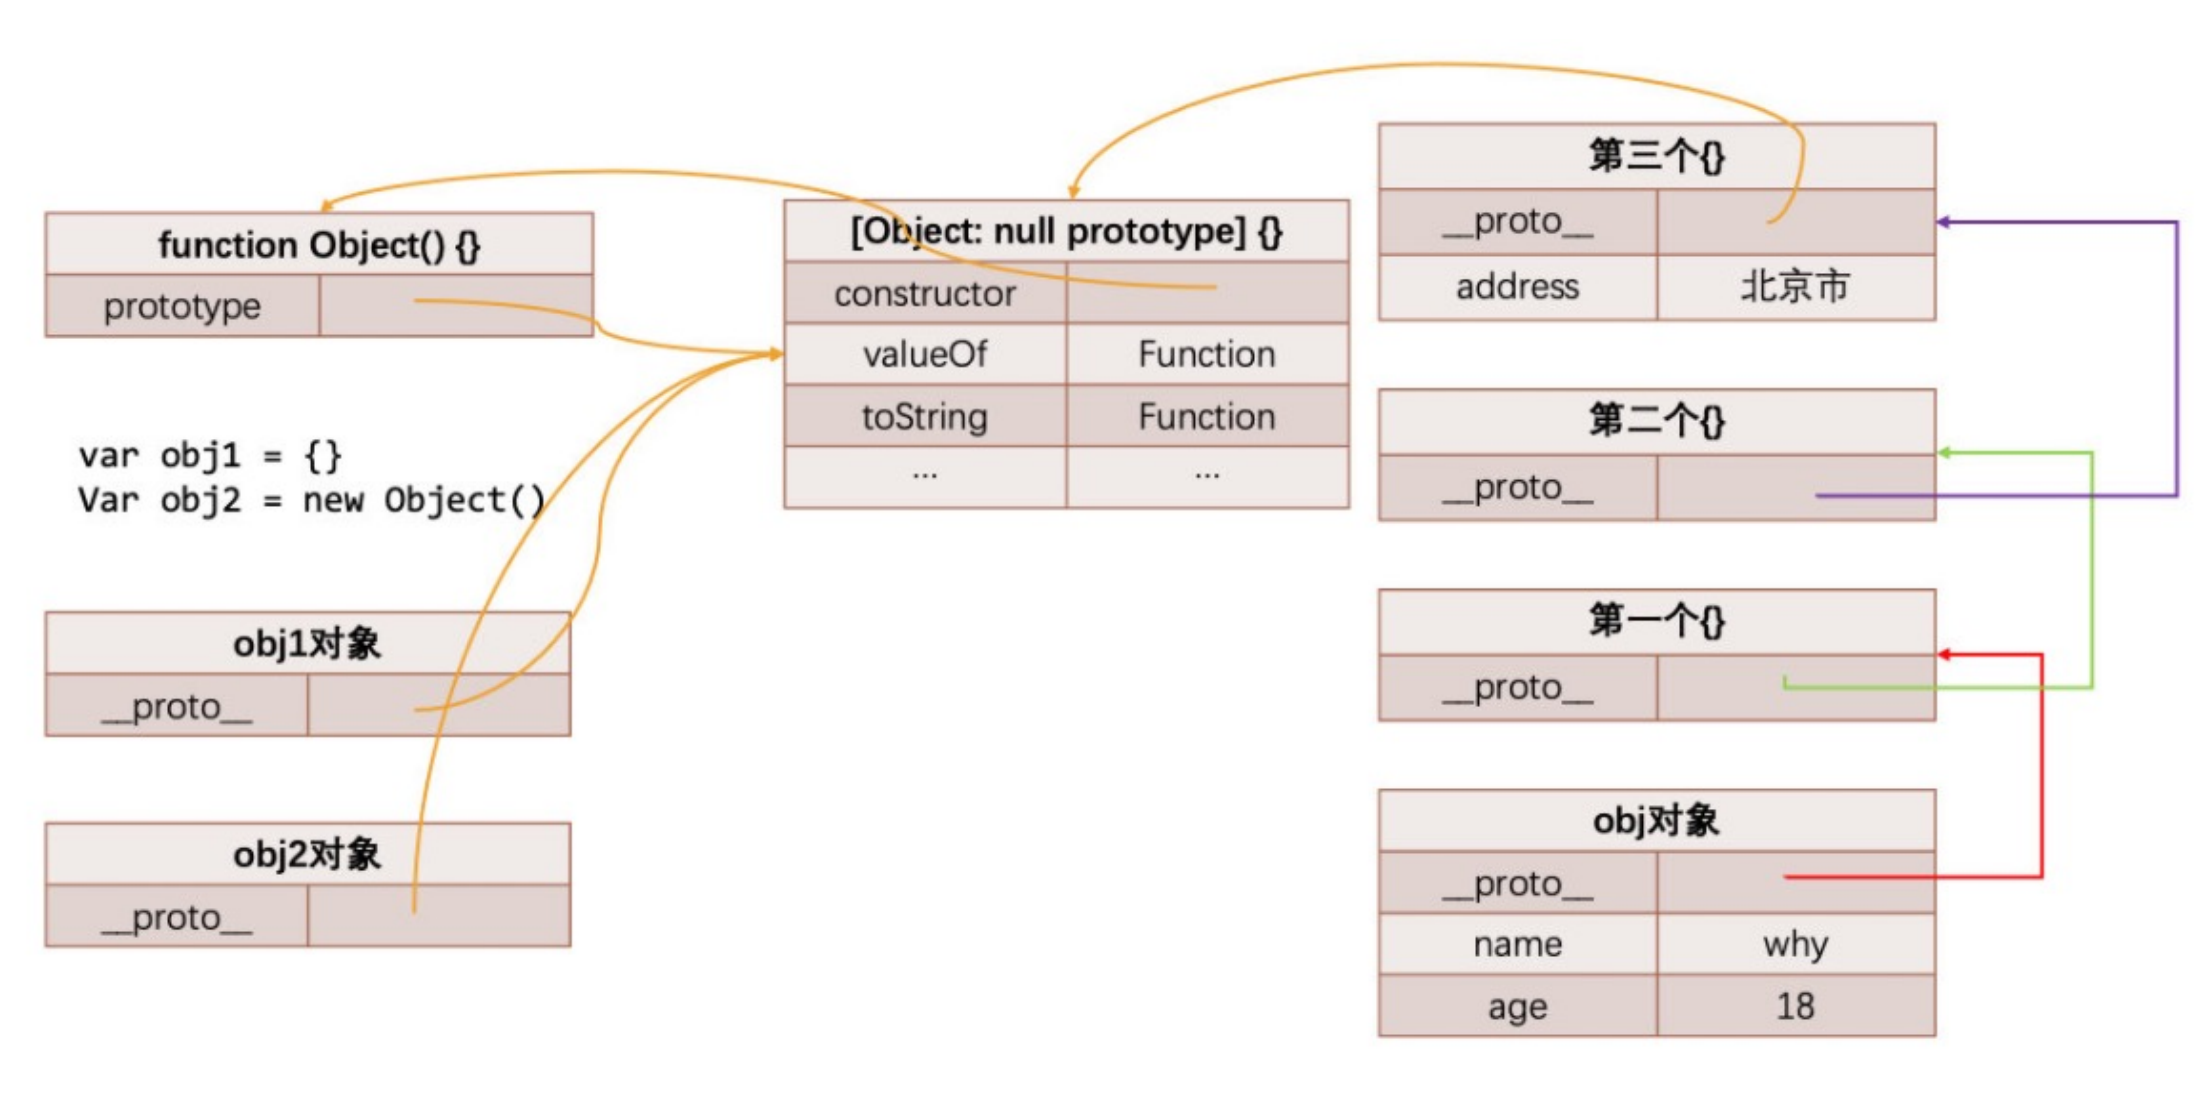 function Object() {}
prototype
var obj1 = {}
Var obj2 = new Object()
obj1对象
__proto__
obj2对象
__proto__
[Object: null prototype] {}
constructor
valueOf Function
toString Function
... ...
第三个{}
__proto__
address 北京市
第二个{}
__proto__
第一个{}
__proto__
obj对象
__proto__
name why
age 18